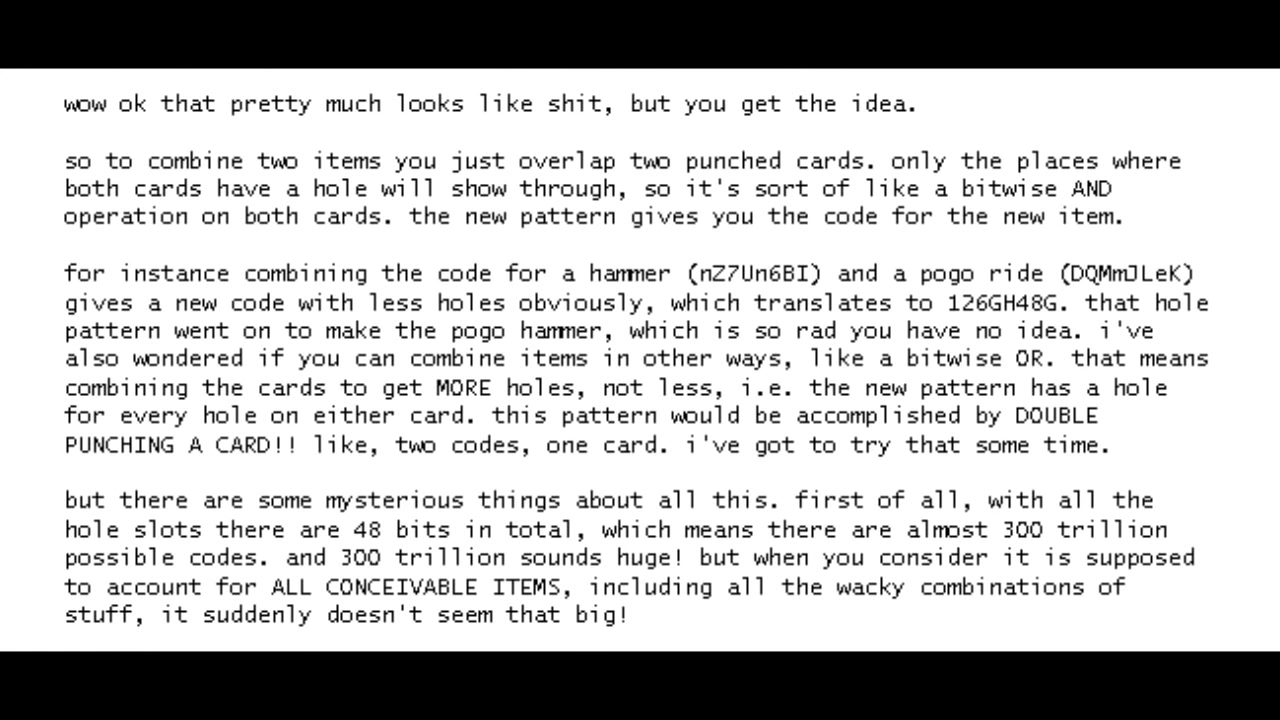 wow ok that pretty much looks like shit, but you get the idea.
so to combine two items you just overlap two punched cards. only the places where
both cards have a hole will show through, so it's sort of like a bitwise AND
operation on both cards. the new pattern gives you the code for the new item.
for instance combining the code for a hammer (nZ7Un6BI) and a pogo ride (DQMmJLeK)
gives a new code with less holes obviously, which translates to 126GH48G. that hole
pattern went on to make the pogo hammer, which is so rad you have no idea. i've
also wondered if you can combine items in other ways, like a bitwise OR. that means
combining the cards to get MORE holes, not less, i.e. the new pattern has a hole
for every hole on either card. this pattern would be accomplished by DOUBLE
PUNCHING A CARD!! like, two codes, one card. i've got to try that some time.
but there are some mysterious things about all this. first of all, with all the
hole slots there are 48 bits in total, which means there are almost 300 trillion
possible codes. and 300 trillion sounds huge! but when you consider it is supposed
to account for ALL CONCEIVABLE ITEMS, including all the wacky combinations of
stuff, it suddenly doesn't seem that big!